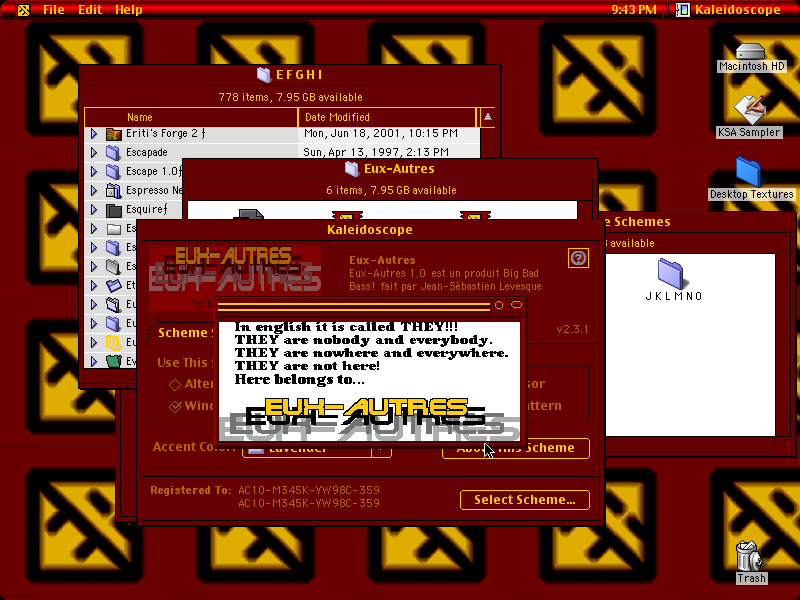 File Edit Help
9:43 PM
Kaleidoscope
Macintosh HD
KSA Sampler
Desktop Textures
Trash
E F G H I
778 items, 7.95 GB available
Name
Date Modified
Eriti's Forge 2 ƒ
Mon, Jun 18, 2001, 10:15 PM
Escapade
Sun, Apr 13, 1997, 2:13 PM
Escape 1.0ƒ
Espresso Ne
Esquireƒ
Es
Es
Es
Et
Eu
Eu
Eu
Ev
Eux-Autres
6 items, 7.95 GB available
e Schemes
available
J K L M N O
Kaleidoscope
EUX-AUTRES
Eux-Autres
Eux-Autres 1.0 est un produit Big Bad
Bass! fait par Jean-Sébastien Levesque
v2.3.1
Scheme
Use This
Alter
Wind
sor
ttern
In english it is called THEY!!!
THEY are nobody and everybody.
THEY are nowhere and everywhere.
THEY are not here!
Here belongs to...
EUX-AUTRES
Accent Color:
Lavender
About This Scheme
Registered To: AC10-M345K-VW98C-359
AC10-M345K-VW98C-359
Select Scheme...